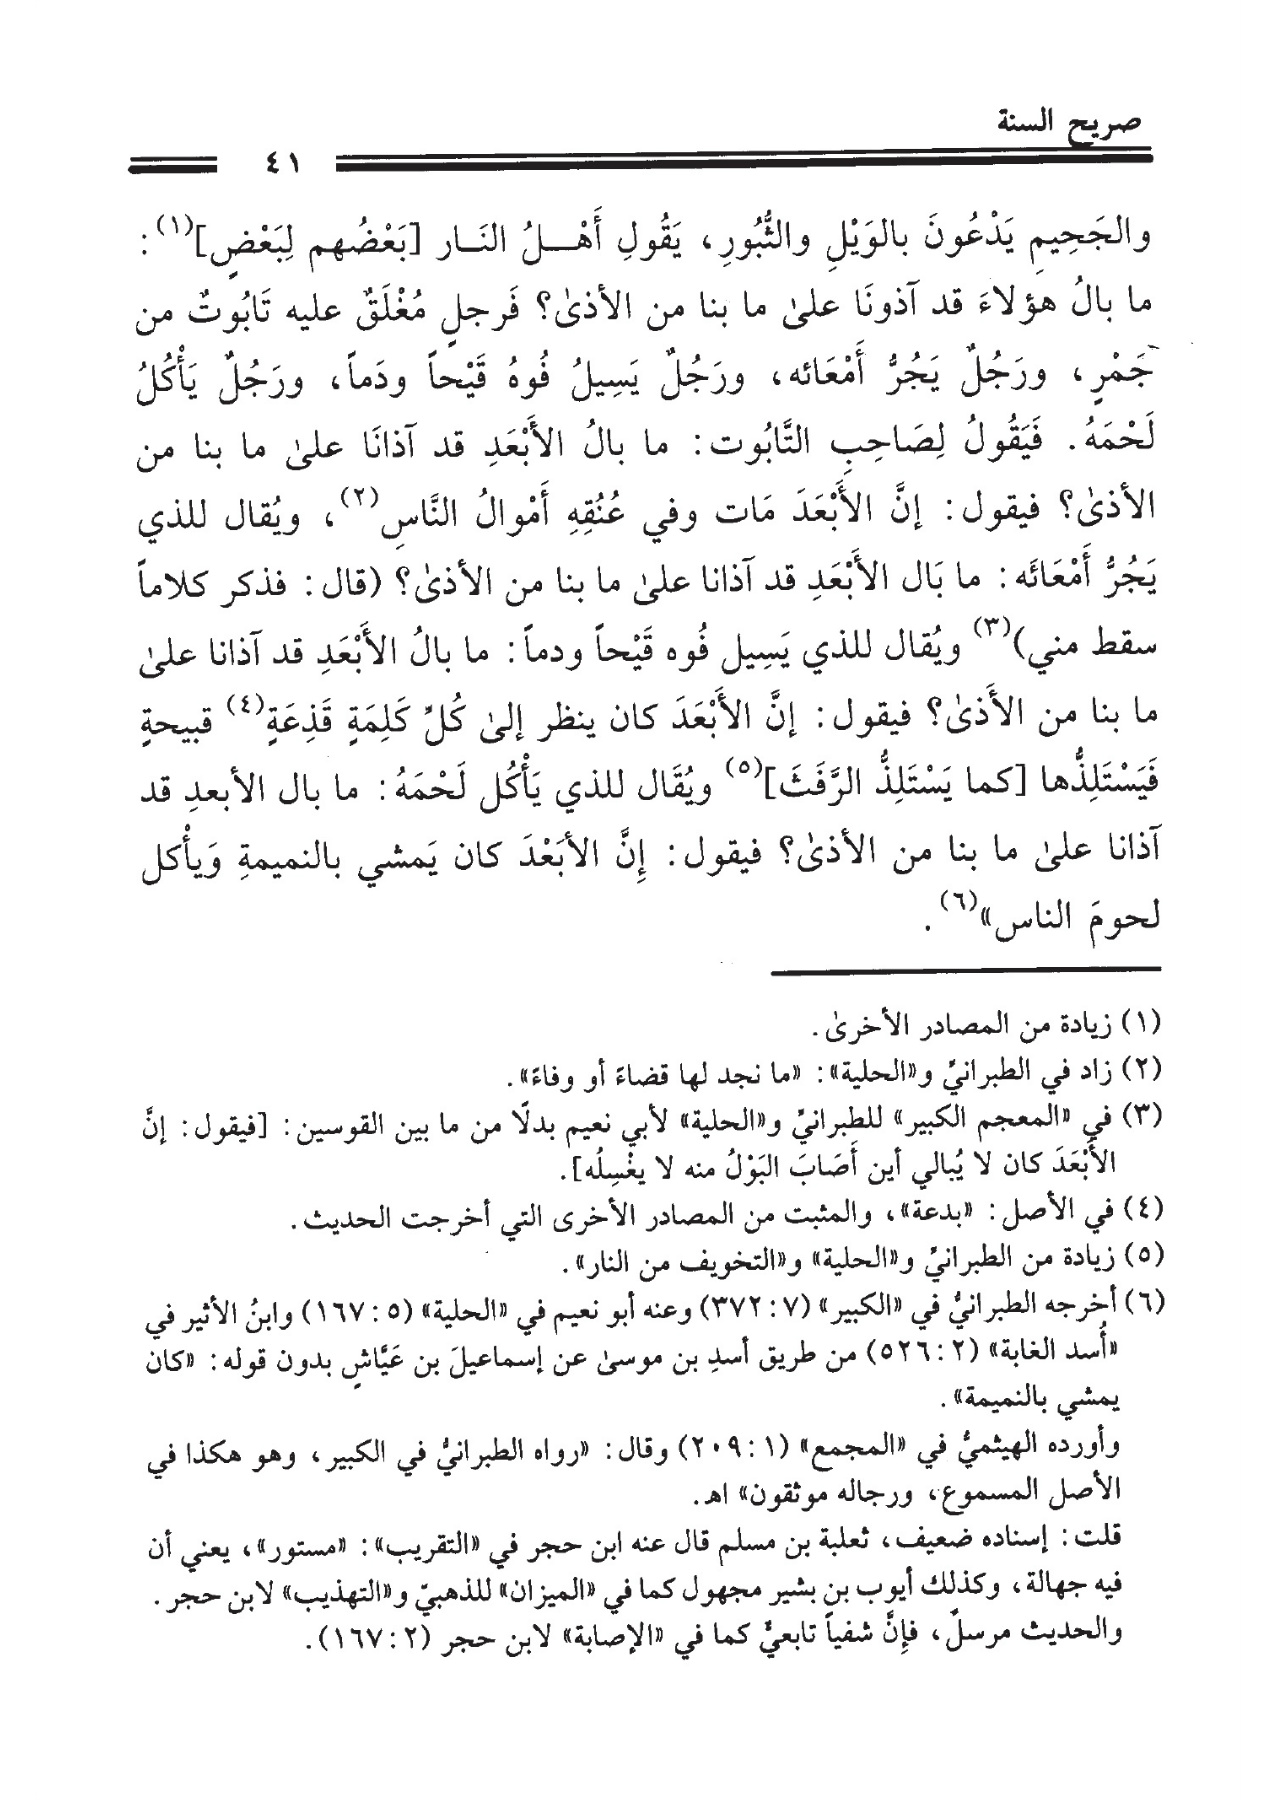 صريح السنة
٤١
والجَحِيمِ يَدْعُونَ بالوَيْلِ والثُّبُورِ، يَقُولِ أَهْـــلُ النَـار [بَعْضُهم لِبَعْضٍ](١):
ما بالُ هؤلاءَ قد آذونَا علىٰ ما بنا من الأذىٰ؟ فَرجلٍ مُغْلَقٌ عليه تَابُوتٌ من
جَمْرٍ، ورَجُلٌ يَجُرُّ أَمْعَائه، ورَجُلٌ يَسِيلُ فُوهُ قَيْحاً ودَماً، ورَجُلٌ يَأْكُلُ
لَحْمَهُ. فَيَقُولُ لِصَاحِبِ التَّابُوت: ما بالُ الأَبْعَدِ قد آذانَا علىٰ ما بنا من
الأذىٰ؟ فيقول: إنَّ الأَبْعَدَ مَات وفي عُنُقِهِ أَمْوالُ النَّاسِ(٢)، ويُقال للذي
يَجُرُّ أَمْعَائَه: ما بَال الأَبْعَدِ قد آذانا علىٰ ما بنا من الأذىٰ؟ (قال: فذكر كلاماً
سقط مني)(٣) ويُقال للذي يَسِيل فُوه قَيْحاً ودماً: ما بالُ الأَبْعَدِ قد آذانا علىٰ
ما بنا من الأَذىٰ؟ فيقول: إنَّ الأَبْعَدَ كان ينظر إلىٰ كُلِّ كَلِمَةٍ قَذِعَةٍ(٤) قبيحةٍ
فَيَسْتَلِذُّها [كما يَسْتَلِذُّ الرَّفَثَ](٥) ويُقَال للذي يَأْكُل لَحْمَهُ: ما بال الأبعدِ قد
آذانا علىٰ ما بنا من الأذىٰ؟ فيقول: إِنَّ الأبَعْدَ كان يَمشي بالنميمةِ وَيأكل
لحومَ الناس»(٦).
(١) زيادة من المصادر الأخرىٰ.
(٢) زاد في الطبرانيِّ و«الحلية»: «ما نجد لها قضاءً أو وفاءً».
(٣) في «المعجم الكبير» للطبرانيِّ و«الحلية» لأبي نعيم بدلًا من ما بين القوسين: [فيقول: إنَّ
الأَبْعَدَ كان لا يُبالي أين أَصَابَ البَوْلُ منه لا يغْسِلُه].
(٤) في الأصل: «بدعة»، والمثبت من المصادر الأخرى التي أخرجت الحديث.
(٥) زيادة من الطبرانيِّ و«الحلية» و«التخويف من النار».
(٦) أخرجه الطبرانيُّ في «الكبير» (٧: ٣٧٢) وعنه أبو نعيم في «الحلية» (٥: ١٦٧) وابنُ الأثير في
«أُسد الغابة» (٢: ٥٢٦) من طريق أسدِ بن موسىٰ عن إسماعيلَ بن عَيَّاشٍ بدون قوله: «كان
يمشي بالنميمة».
وأورده الهيثميُّ في «المجمع» (١: ٢٠٩) وقال: «رواه الطبرانيُّ في الكبير، وهو هكذا في
الأصل المسموع، ورجاله موثقون» اهـ.
قلت: إسناده ضعيف، ثعلبة بن مسلم قال عنه ابن حجر في «التقريب»: «مستور»، يعني أن
فيه جهالة، وكذلك أيوب بن بشير مجهول كما في «الميزان» للذهبيّ و«التهذيب» لابن حجر.
والحديث مرسلٌ، فإِنَّ شفياً تابعيٌّ كما في «الإصابة» لابن حجر (٢: ١٦٧).